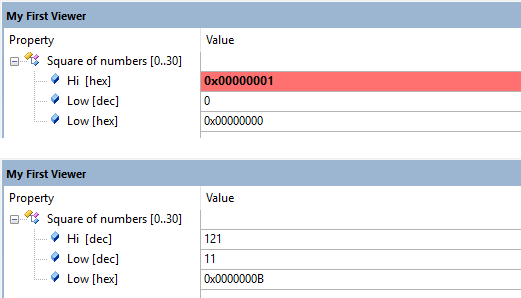 My First Viewer
Property Value
Square of numbers [0..30]
Hi [hex] 0x00000001
Low [dec] 0
Low [hex] 0x00000000
My First Viewer
Property Value
Square of numbers [0..30]
Hi [dec] 121
Low [dec] 11
Low [hex] 0x0000000B